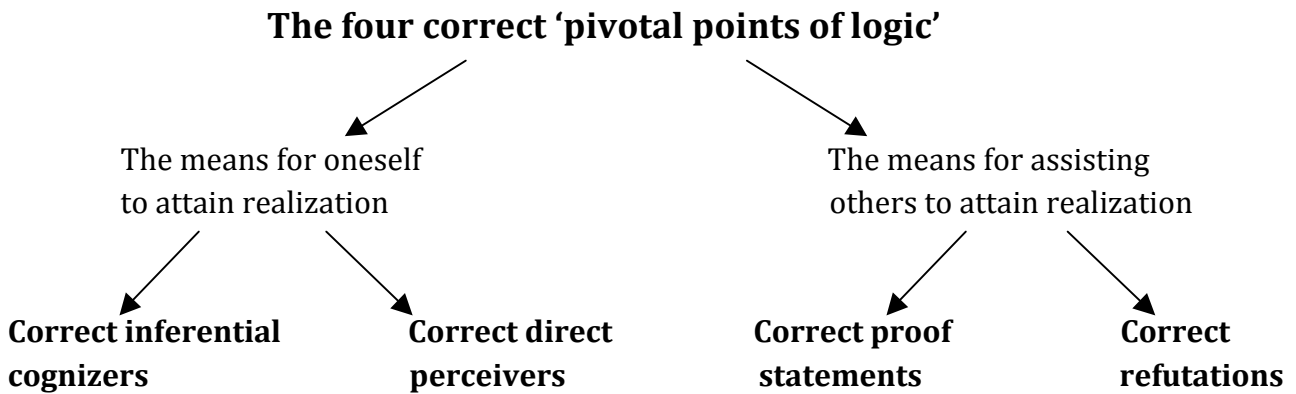 The four correct ‘pivotal points of logic’
The means for oneself
to attain realization
The means for assisting
others to attain realization
Correct inferential
cognizers
Correct direct
perceivers
Correct proof
statements
Correct
refutations